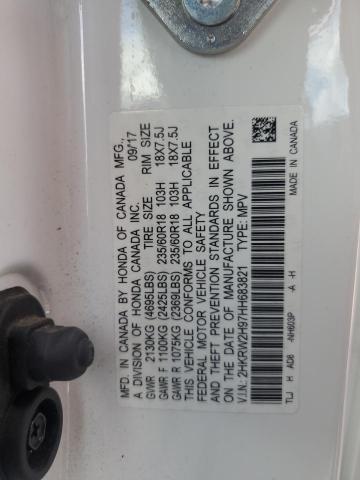 MFD. IN CANADA BY HONDA OF CANADA MFG.,
A DIVISION OF HONDA CANADA INC. 09/17
GVWR 2130KG (4695LBS) TIRE SIZE RIM SIZE
GAWR F 1100KG (2425LBS) 235/60R18 103H 18X7.5J
GAWR R 1075KG (2369LBS) 235/60R18 103H 18X7.5J
THIS VEHICLE CONFORMS TO ALL APPLICABLE
FEDERAL MOTOR VEHICLE SAFETY
AND THEFT PREVENTION STANDARDS IN EFFECT
ON THE DATE OF MANUFACTURE SHOWN ABOVE.
V.I.N.: 2HKRW2H97HH683821 TYPE: MPV
TLJ H AD6 -NH603P -A -H MADE IN CANADA